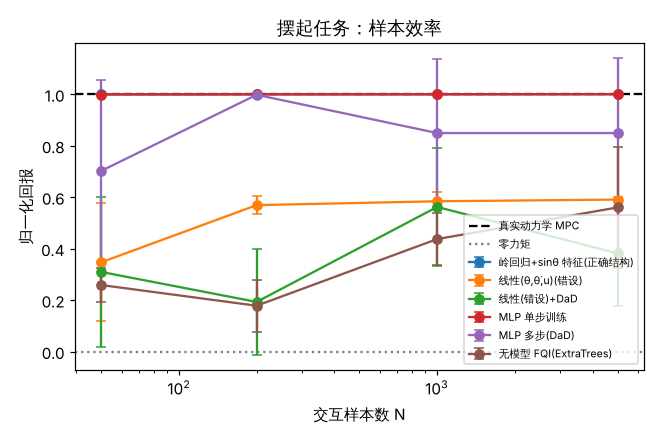 摆起任务：样本效率
归一化回报
1.0
0.8
0.6
0.4
0.2
0.0
10²
10³
交互样本数 N
真实动力学 MPC
零力矩
岭回归+sinθ 特征(正确结构)
线性(θ,θ̇,u)(错设)
线性(错设)+DaD
MLP 单步训练
MLP 多步(DaD)
无模型 FQI(ExtraTrees)